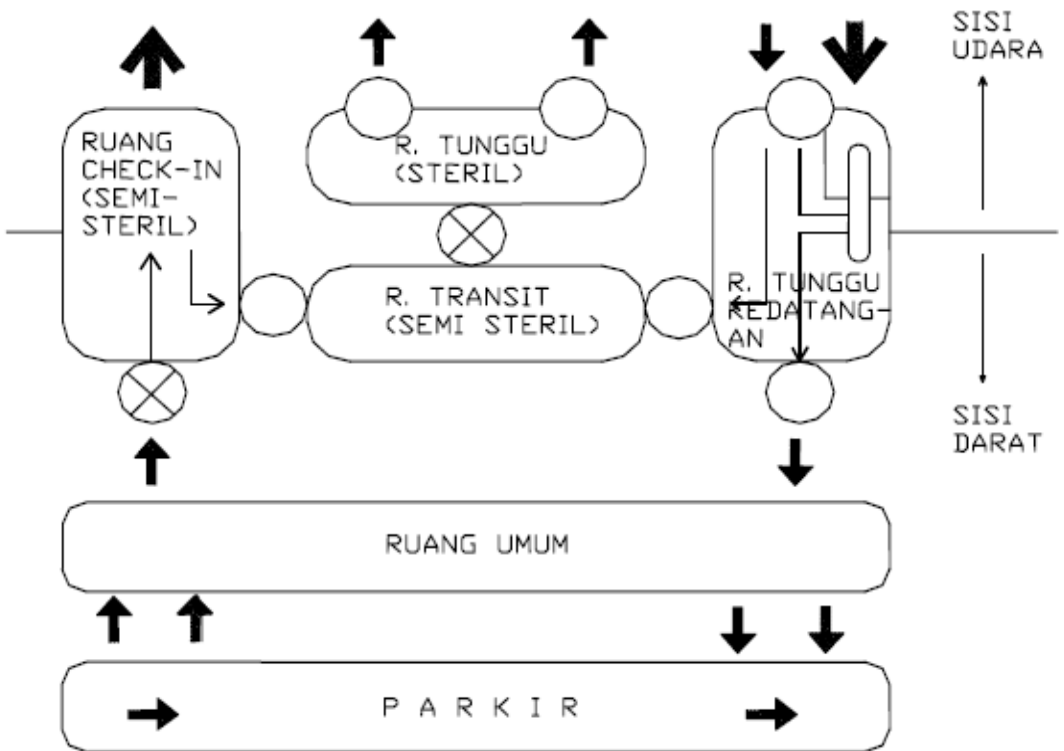 SISI
UDARA
RUANG
CHECK-IN
(SEMI-
STERIL)
R. TUNGGU
(STERIL)
R. TRANSIT
(SEMI STERIL)
R. TUNGGU
KEDATANG-
AN
SISI
DARAT
RUANG UMUM
PARKIR